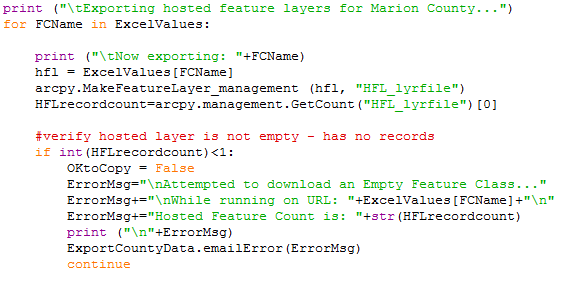 print ("\tExporting hosted feature layers for Marion County...")
for FCName in ExcelValues:
print ("\tNow exporting: "+FCName)
hfl = ExcelValues[FCName]
arcpy.MakeFeatureLayer_management (hfl, "HFL_lyrfile")
HFLrecordcount=arcpy.management.GetCount("HFL_lyrfile")[0]
#verify hosted layer is not empty - has no records
if int(HFLrecordcount)<1:
OKtoCopy = False
ErrorMsg="\nAttempted to download an Empty Feature Class..."
ErrorMsg+="\nWhile running on URL: "+ExcelValues[FCName]+"\n"
ErrorMsg+="Hosted Feature Count is: "+str(HFLrecordcount)
print ("\n"+ErrorMsg)
ExportCountyData.emailError(ErrorMsg)
continue